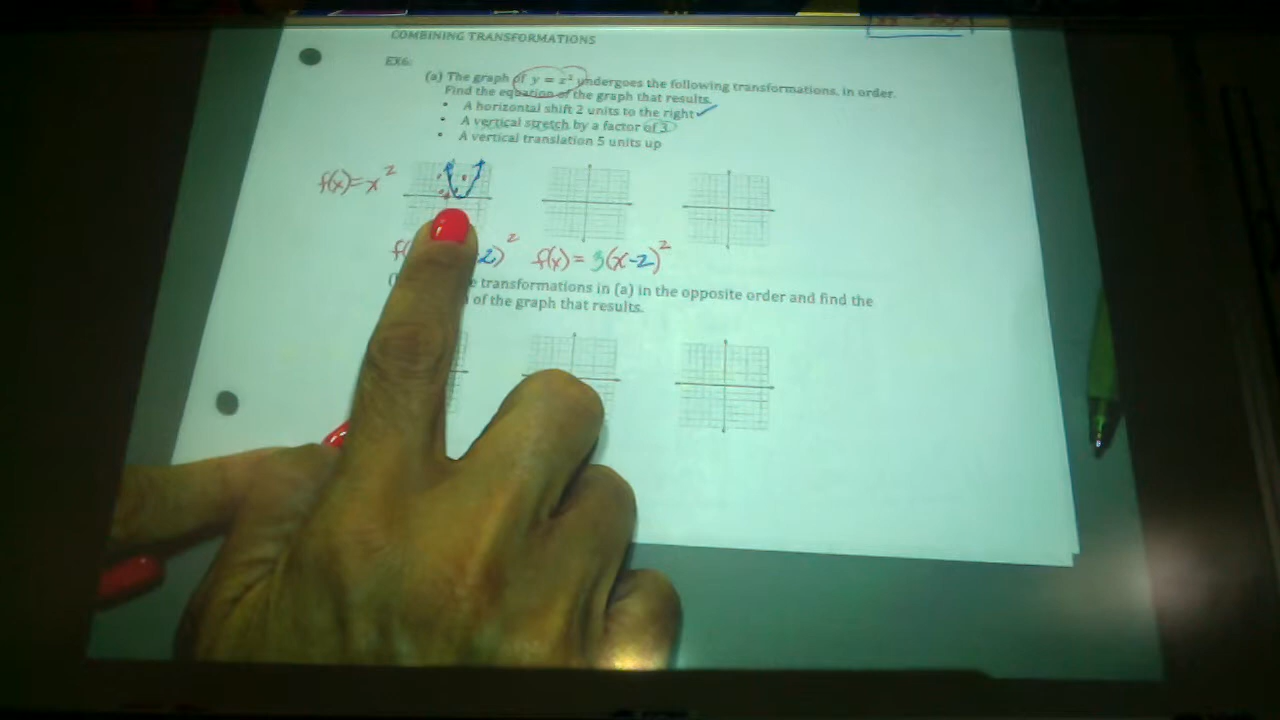 COMBINING TRANSFORMATIONS
EX6:
(a) The graph of y = x² undergoes the following transformations, in order.
Find the equation of the graph that results.
• A horizontal shift 2 units to the right ✓
• A vertical stretch by a factor of 3
• A vertical translation 5 units up
f(x)=x²
f( 2)² f(x) = 3(x-2)²
transformations in (a) in the opposite order and find the
of the graph that results.